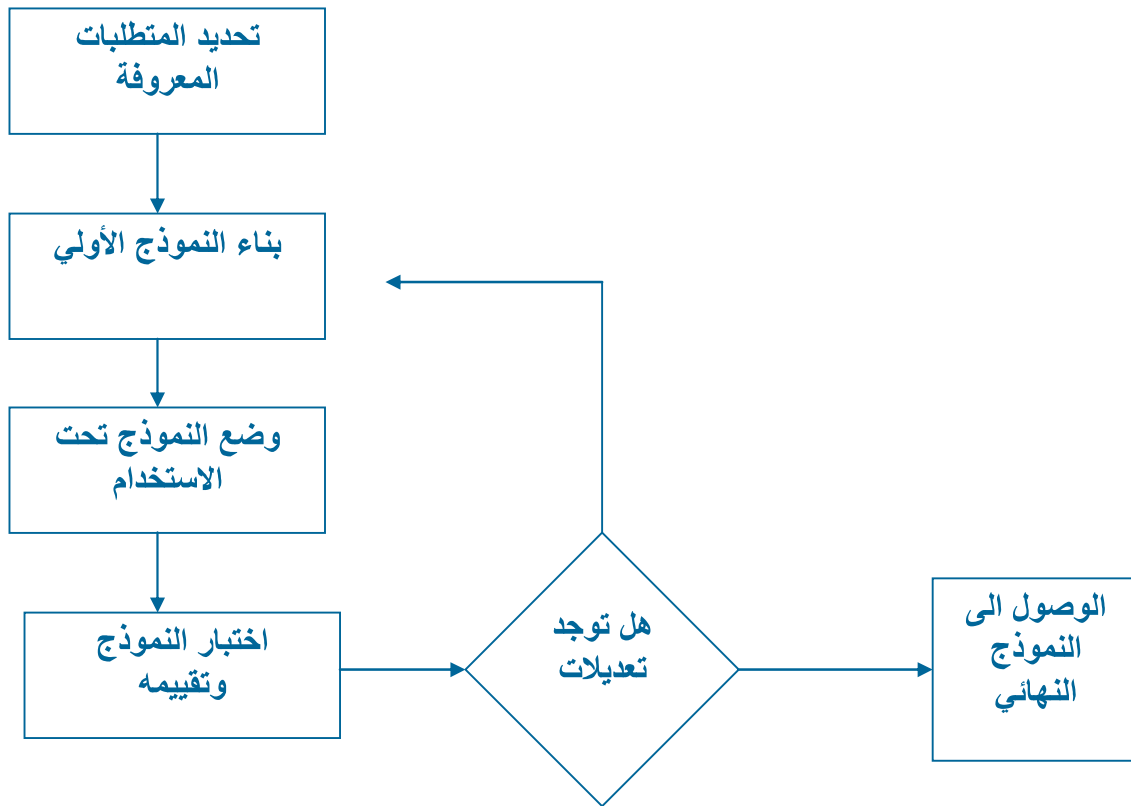 تحديد المتطلبات
المعروفة
بناء النموذج الأولي
وضع النموذج تحت
الاستخدام
اختبار النموذج
وتقييمه
هل توجد
تعديلات
الوصول الى
النموذج
النهائي